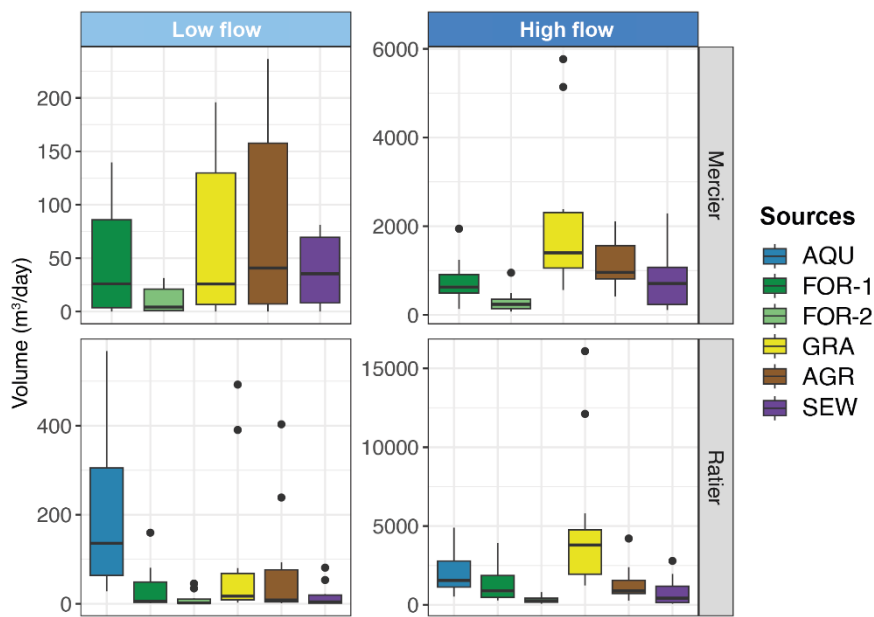 Low flow
High flow
Volume (m³/day)
200
150
100
50
0
6000
4000
2000
0
Mercier
400
200
0
15000
10000
5000
0
Ratier
Sources
AQU
FOR-1
FOR-2
GRA
AGR
SEW